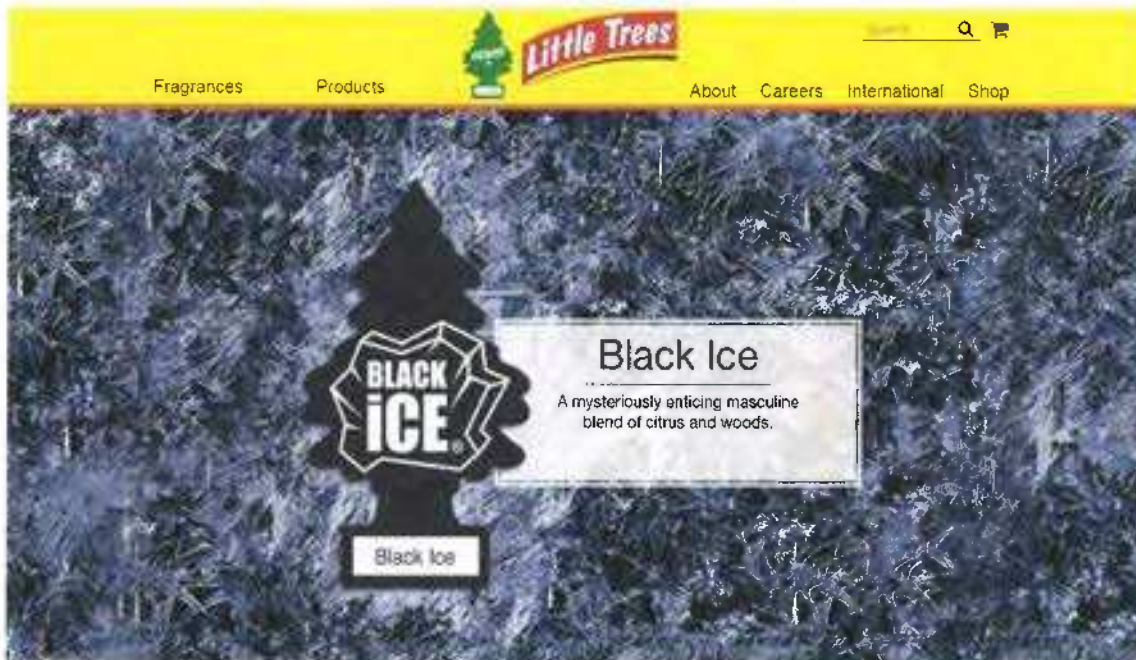 Little Trees
Fragrances
Products
About
Careers
International
Shop
BLACK
iCE®
Black Ice
A mysteriously enticing masculine
blend of citrus and woods.
Black Ice